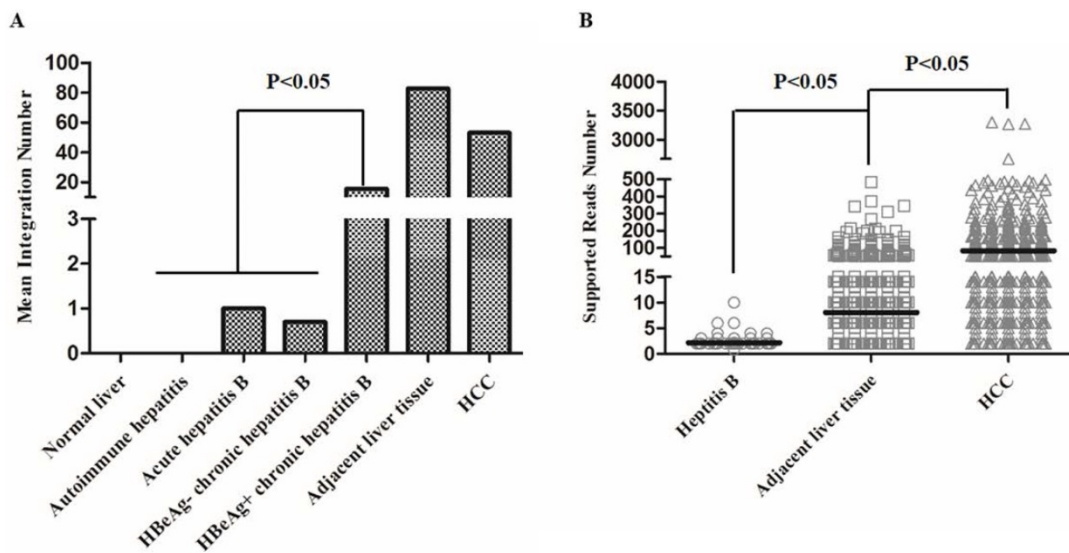 A
Mean Integration Number
100
80
60
40
20
3
2
1
0
P<0.05
Normal liver
Autoimmune hepatitis
Acute hepatitis B
HBeAg- chronic hepatitis B
HBeAg+ chronic hepatitis B
Adjacent liver tissue
HCC
B
Supported Reads Number
4000
3500
3000
500
400
300
200
100
15
10
5
0
P<0.05
P<0.05
Heptitis B
Adjacent liver tissue
HCC